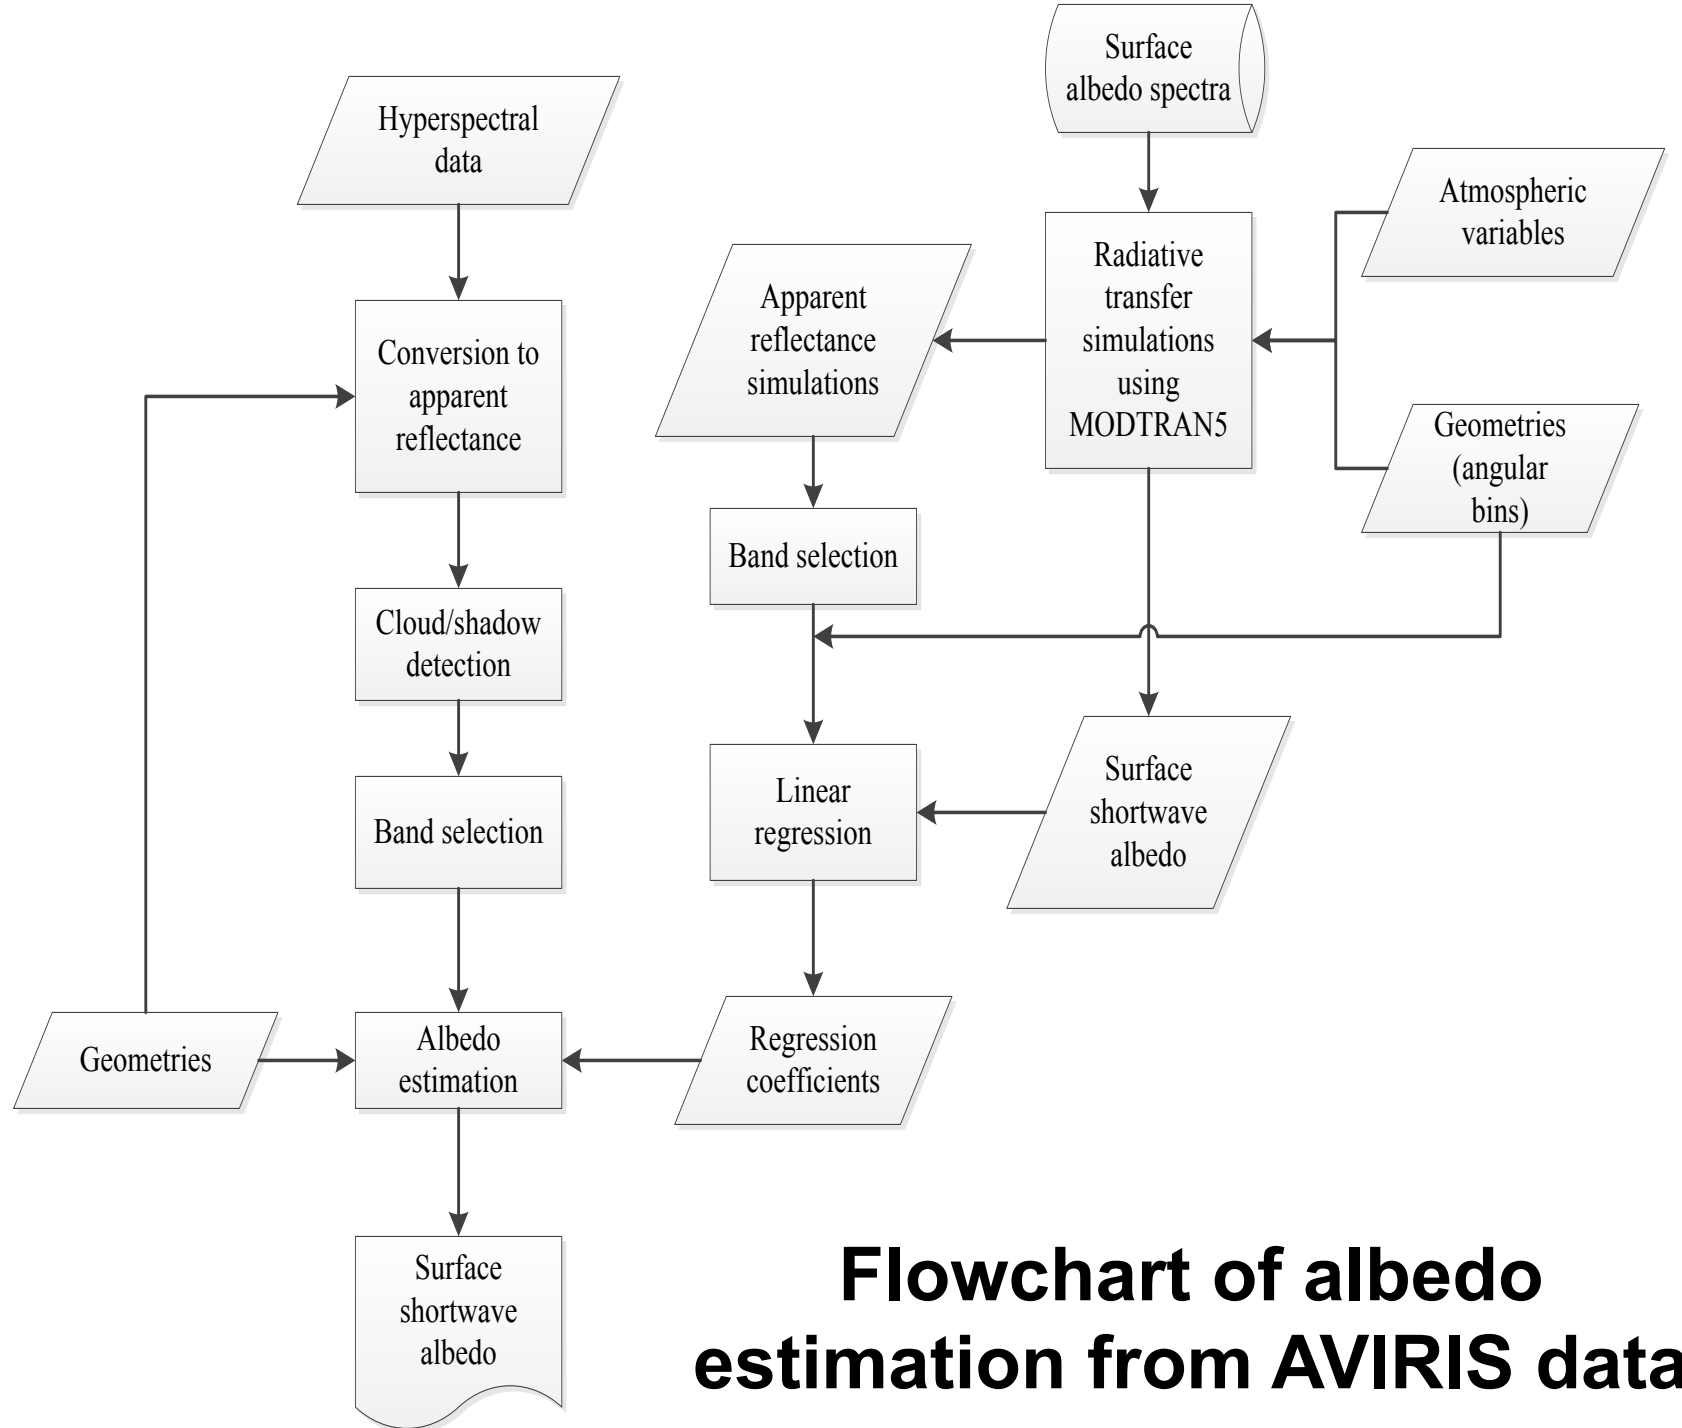 Surface
albedo spectra
Hyperspectral
data
Atmospheric
variables
Radiative
transfer
simulations
using
MODTRAN5
Apparent
reflectance
simulations
Conversion to
apparent
reflectance
Geometries
(angular
bins)
Band selection
Cloud/shadow
detection
Band selection
Linear
regression
Surface
shortwave
albedo
Geometries
Albedo
estimation
Regression
coefficients
Surface
shortwave
albedo
Flowchart of albedo
estimation from AVIRIS data